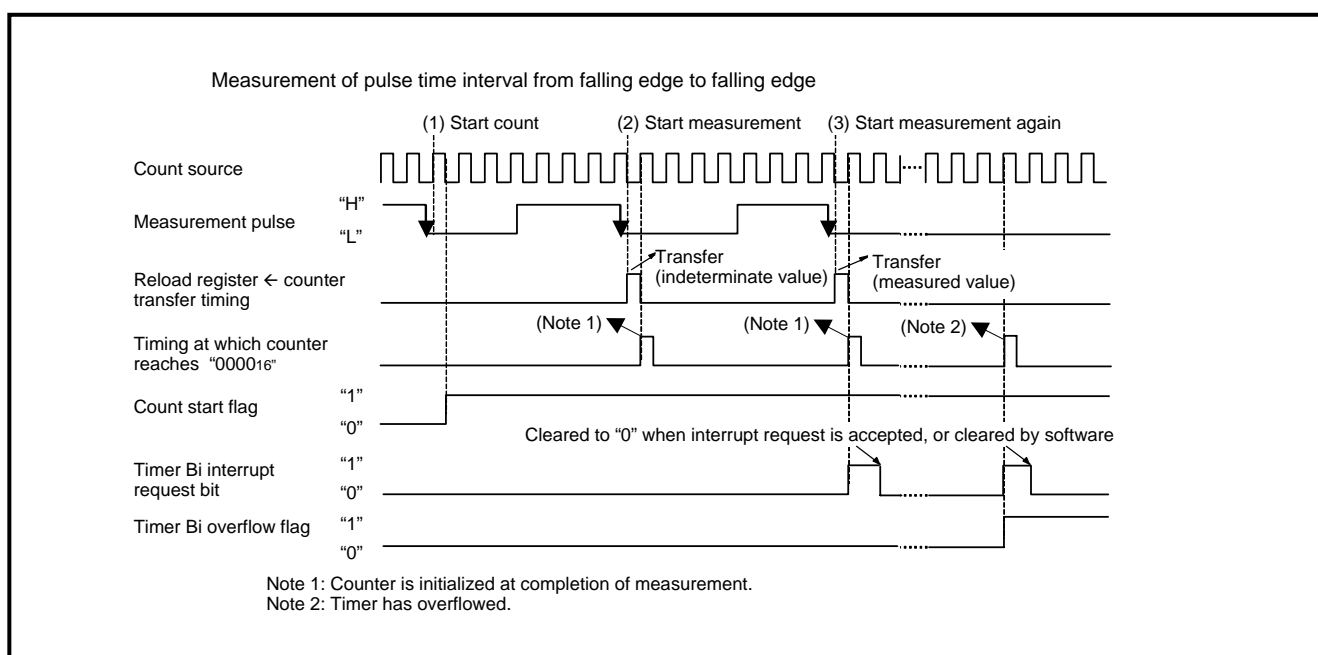 Measurement of pulse time interval from falling edge to falling edge
(1) Start count
(2) Start measurement
(3) Start measurement again
Count source
Measurement pulse
“H”
“L”
Reload register ← counter
transfer timing
Transfer
(indeterminate value)
Transfer
(measured value)
Timing at which counter
reaches “000016”
(Note 1)
(Note 1)
(Note 2)
Count start flag
“1”
“0”
Cleared to “0” when interrupt request is accepted, or cleared by software
Timer Bi interrupt
request bit
“1”
“0”
Timer Bi overflow flag
“1”
“0”
Note 1: Counter is initialized at completion of measurement.
Note 2: Timer has overflowed.